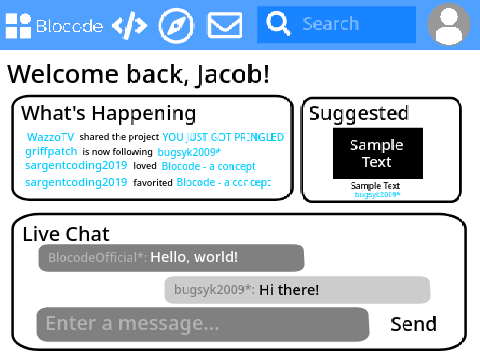 Blocode Search
Welcome back, Jacob!
What's Happening
WazzoTV shared the project YOU JUST GOT PRINGLED
griffpatch is now following bugsyk2009*
sargentcoding2019 loved Blocode - a concept
sargentcoding2019 favorited Blocode - a concept
Suggested
Sample
Text
Sample Text
bugsyk2009*
Live Chat
BlocodeOfficial*: Hello, world!
bugsyk2009*: Hi there!
Enter a message... Send